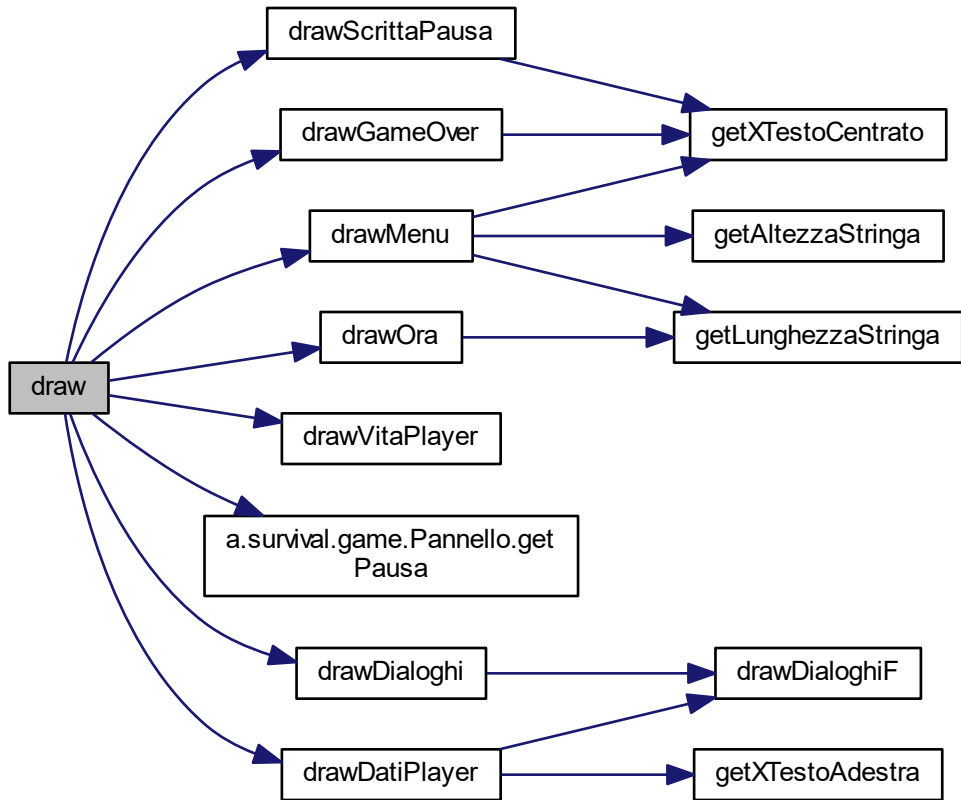 drawScrittaPausa
drawGameOver
getXTestoCentrato
drawMenu
getAltezzaStringa
drawOra
getLunghezzaStringa
draw
drawVitaPlayer
a.survival.game.Pannello.get
Pausa
drawDialoghi
drawDialoghiF
drawDatiPlayer
getXTestoAdestra